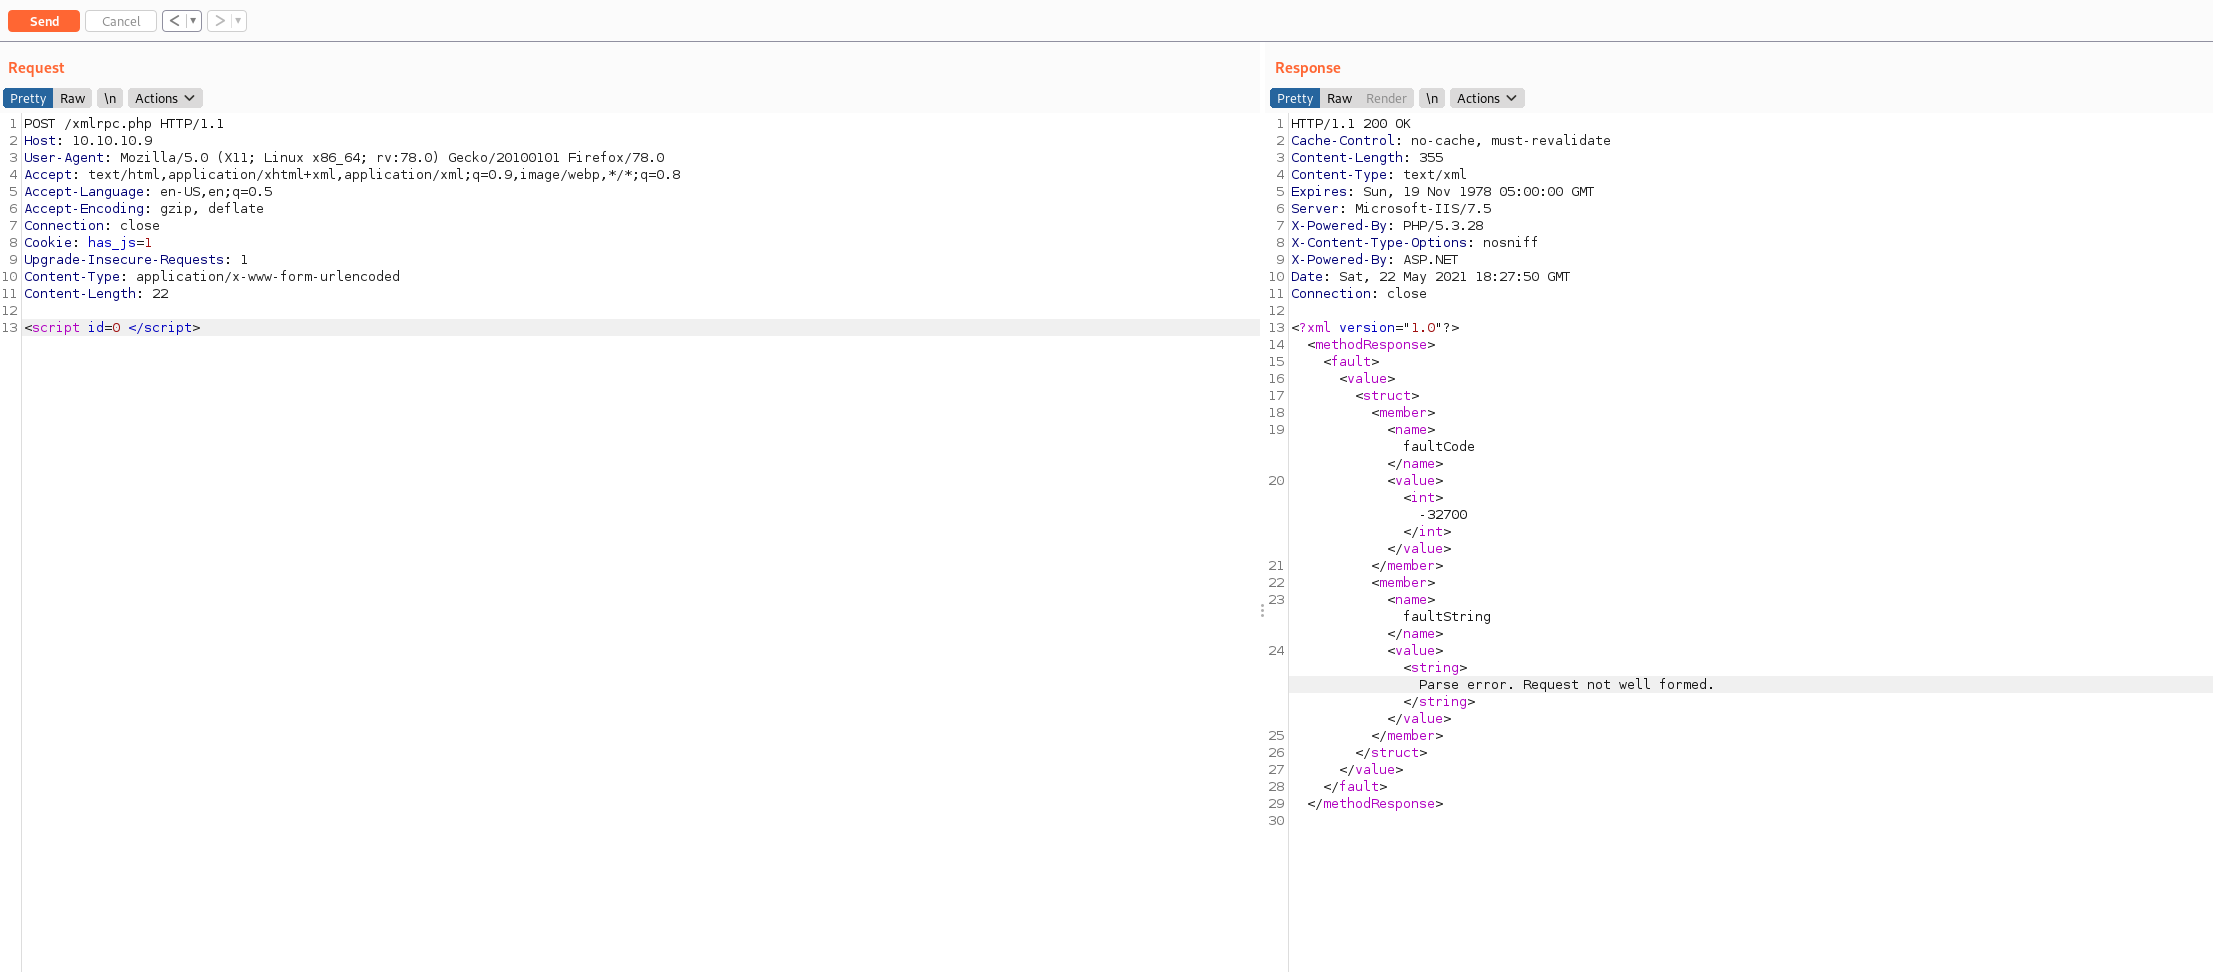 Send Cancel < ▼ > ▼
Request
Pretty Raw \n Actions
1 POST /xmlrpc.php HTTP/1.1
2 Host: 10.10.10.9
3 User-Agent: Mozilla/5.0 (X11; Linux x86_64; rv:78.0) Gecko/20100101 Firefox/78.0
4 Accept: text/html,application/xhtml+xml,application/xml;q=0.9,image/webp,*/*;q=0.8
5 Accept-Language: en-US,en;q=0.5
6 Accept-Encoding: gzip, deflate
7 Connection: close
8 Cookie: has_js=1
9 Upgrade-Insecure-Requests: 1
10 Content-Type: application/x-www-form-urlencoded
11 Content-Length: 22
12
13 <script id=0 </script>
Response
Pretty Raw Render \n Actions
1 HTTP/1.1 200 OK
2 Cache-Control: no-cache, must-revalidate
3 Content-Length: 355
4 Content-Type: text/xml
5 Expires: Sun, 19 Nov 1978 05:00:00 GMT
6 Server: Microsoft-IIS/7.5
7 X-Powered-By: PHP/5.3.28
8 X-Content-Type-Options: nosniff
9 X-Powered-By: ASP.NET
10 Date: Sat, 22 May 2021 18:27:50 GMT
11 Connection: close
12
13 <?xml version="1.0"?>
14 <methodResponse>
15 <fault>
16 <value>
17 <struct>
18 <member>
19 <name>
faultCode
</name>
20 <value>
<int>
-32700
</int>
</value>
21 </member>
22 <member>
23 <name>
faultString
</name>
24 <value>
<string>
Parse error. Request not well formed.
</string>
</value>
25 </member>
26 </struct>
27 </value>
28 </fault>
29 </methodResponse>
30